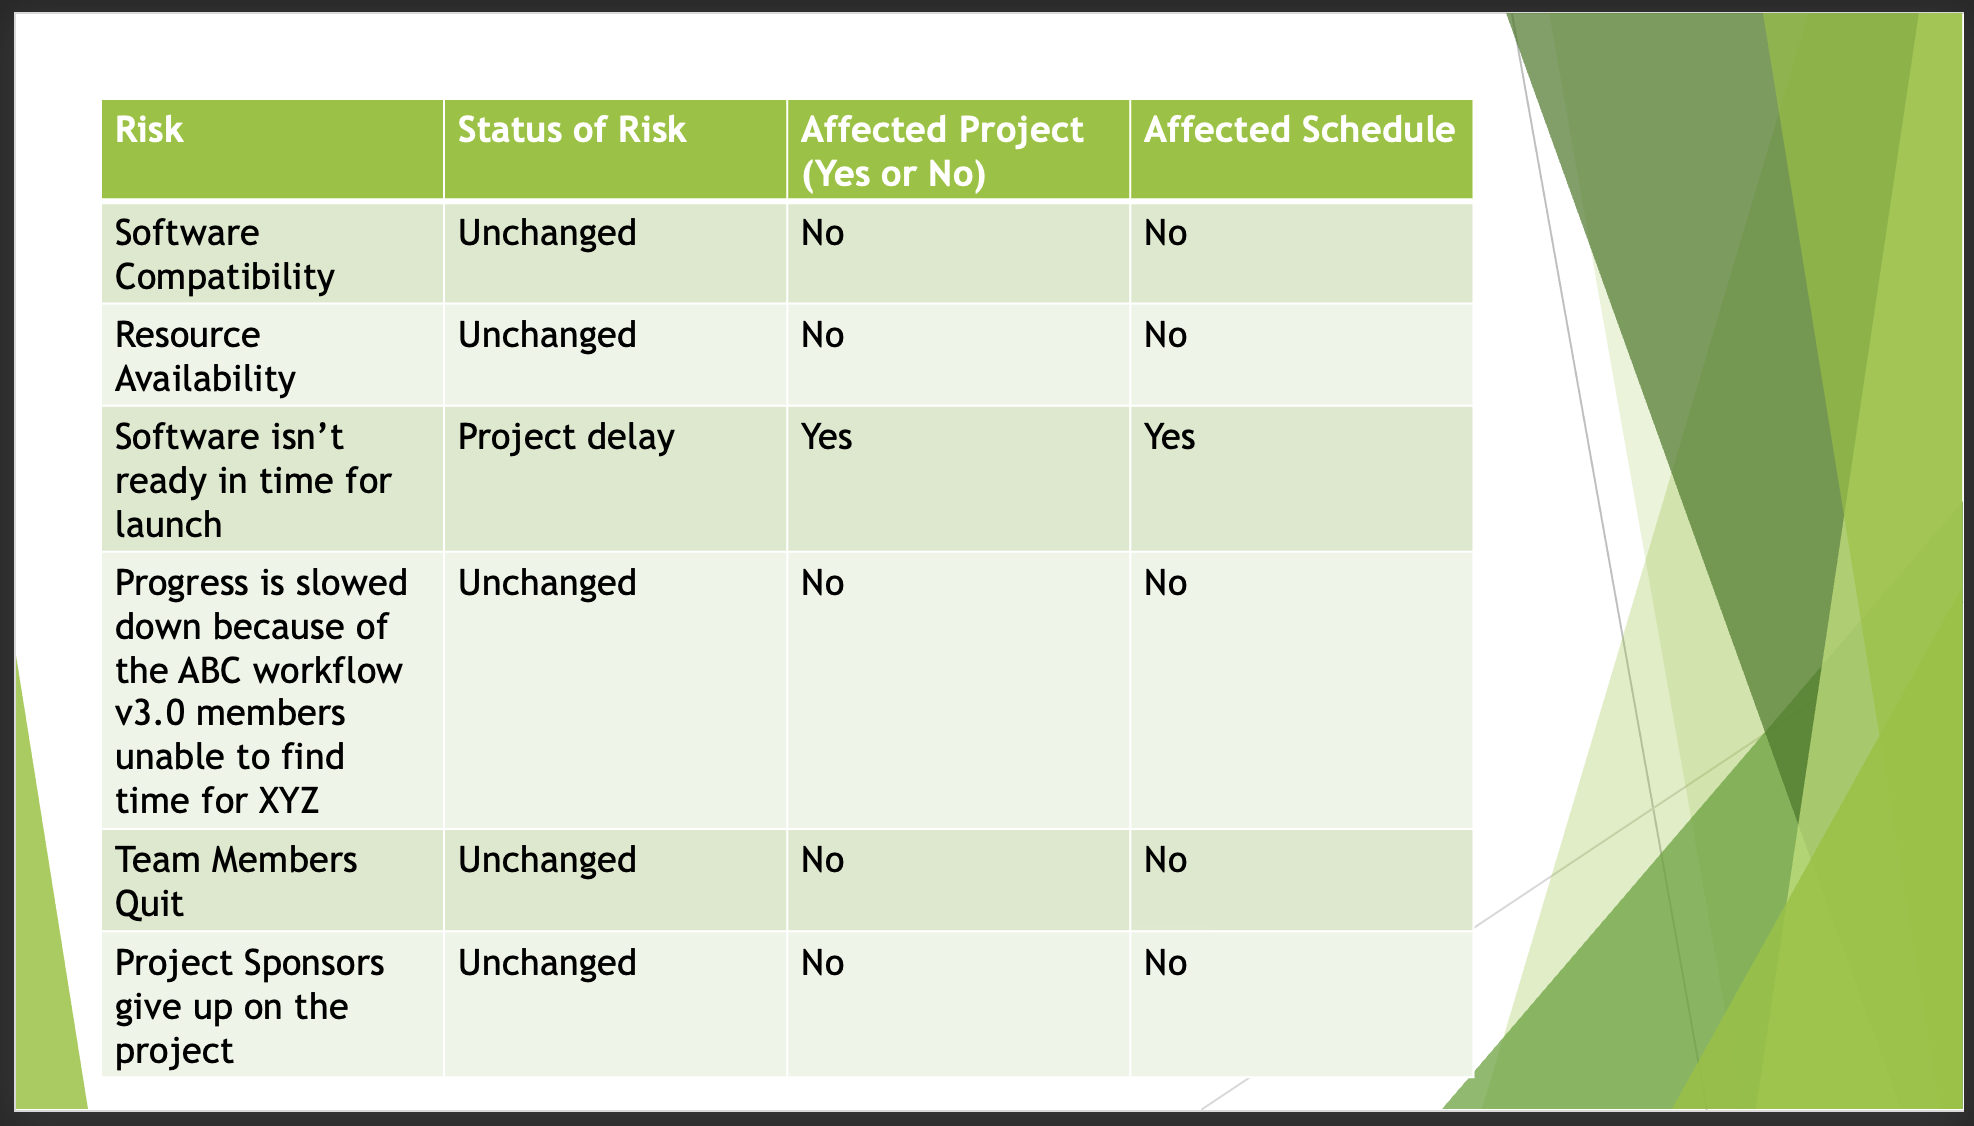 Risk
Status of Risk
Affected Project
(Yes or No)
Affected Schedule
Software
Compatibility
Unchanged
No
No
Resource
Availability
Unchanged
No
No
Software isn’t
ready in time for
launch
Project delay
Yes
Yes
Progress is slowed
down because of
the ABC workflow
v3.0 members
unable to find
time for XYZ
Unchanged
No
No
Team Members
Quit
Unchanged
No
No
Project Sponsors
give up on the
project
Unchanged
No
No